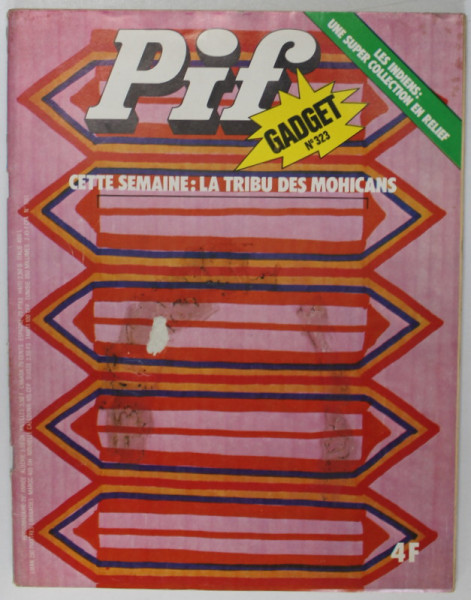 Pif
GADGET
N° 323
LES INDIENS:
UNE SUPER COLLECTION EN RELIEF
CETTE SEMAINE: LA TRIBU DES MOHICANS
4F